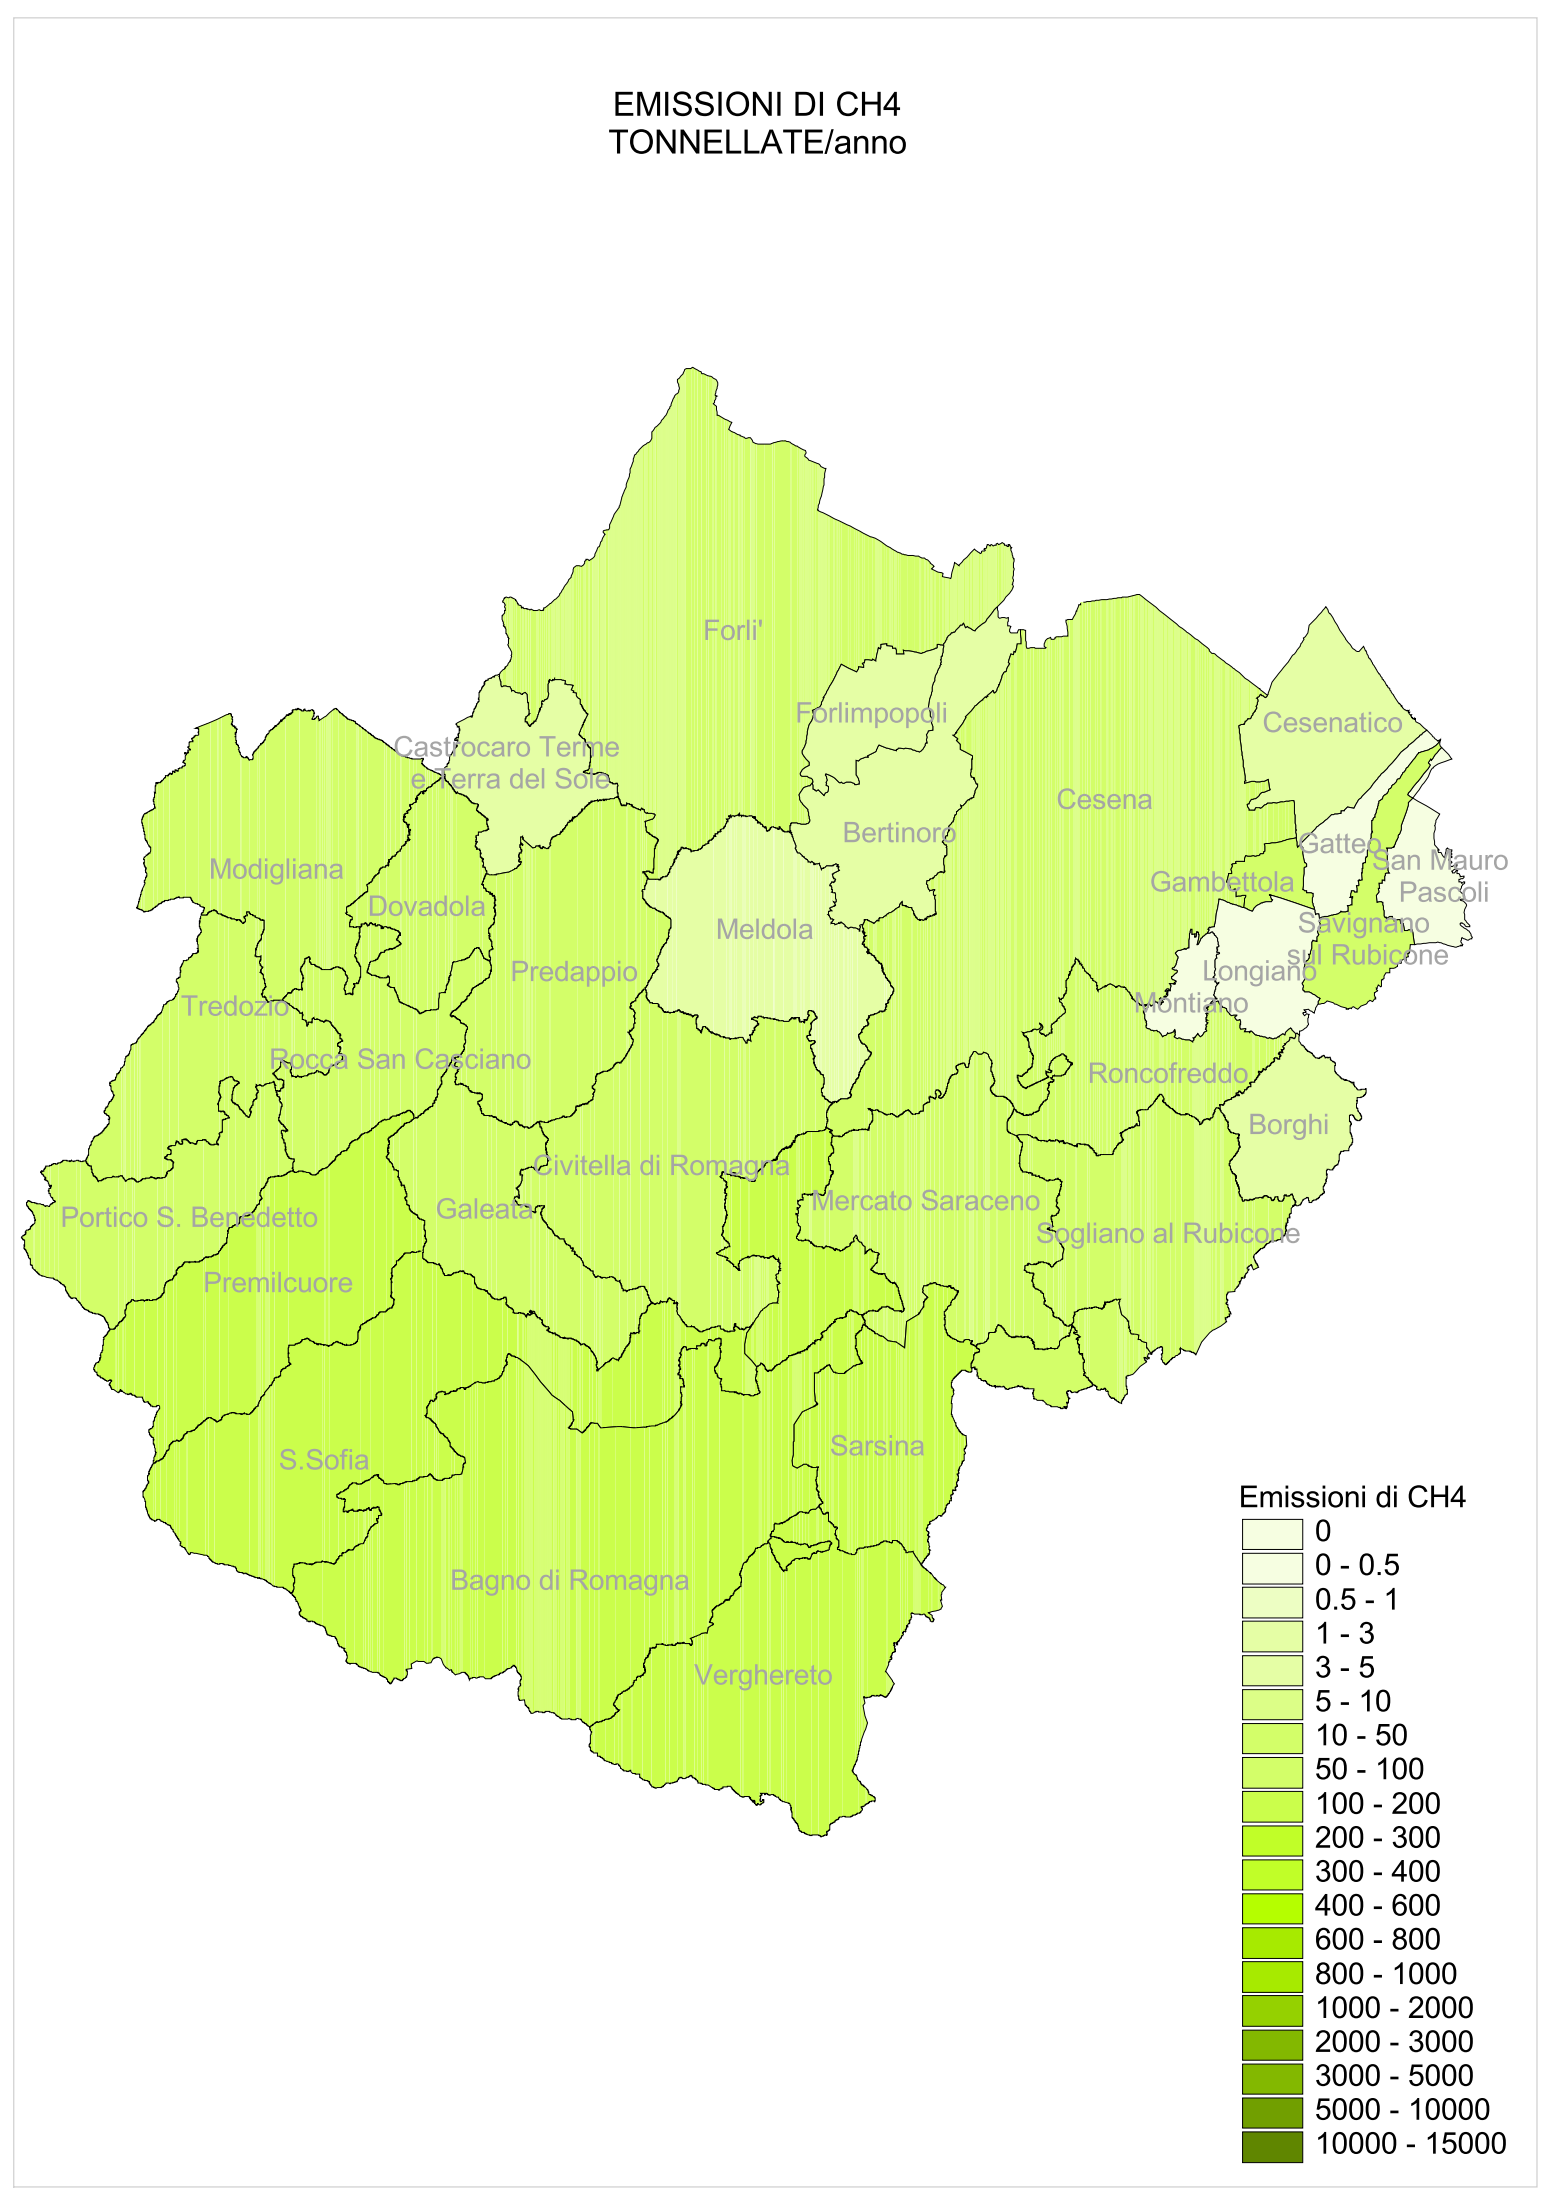 EMISSIONI DI CH4
TONNELLATE/anno
Forli'
Forlimpopoli
Cesenatico
Castrocaro Terme
e Terra del Sole
Cesena
Bertinoro
Gatteo
San Mauro
Pascoli
Modigliana
Gambettola
Dovadola
Meldola
Savignano
sul Rubicone
Predappio
Longiano
Tredozio
Montiano
Rocca San Casciano
Roncofreddo
Borghi
Civitella di Romagna
Mercato Saraceno
Galeata
Portico S. Benedetto
Sogliano al Rubicone
Premilcuore
Sarsina
S.Sofia
Bagno di Romagna
Verghereto
Emissioni di CH4
0
0 - 0.5
0.5 - 1
1 - 3
3 - 5
5 - 10
10 - 50
50 - 100
100 - 200
200 - 300
300 - 400
400 - 600
600 - 800
800 - 1000
1000 - 2000
2000 - 3000
3000 - 5000
5000 - 10000
10000 - 15000